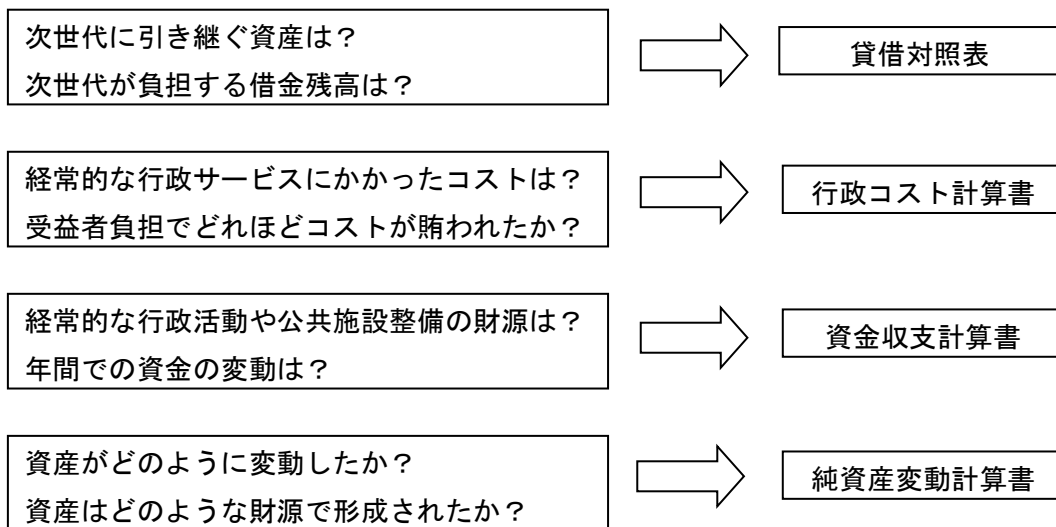 次世代に引き継ぐ資産は？
次世代が負担する借金残高は？
貸借対照表
経常的な行政サービスにかかったコストは？
受益者負担でどれほどコストが賄われたか？
行政コスト計算書
経常的な行政活動や公共施設整備の財源は？
年間での資金の変動は？
資金収支計算書
資産がどのように変動したか？
資産はどのような財源で形成されたか？
純資産変動計算書